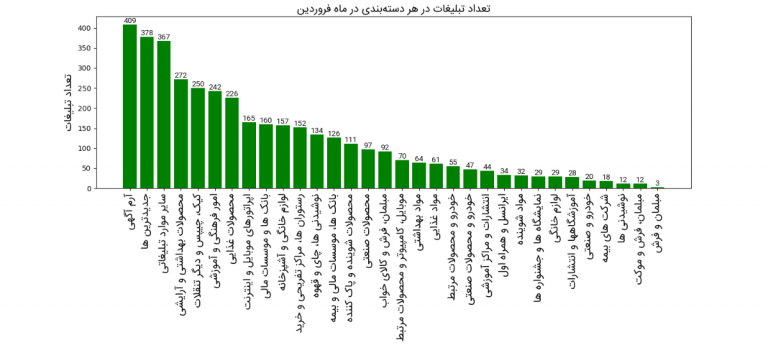 تعداد تبلیغات در هر دسته‌بندی در ماه فروردین
تعداد تبلیغات
400
350
300
250
200
150
100
50
0
409
378
367
272
250
242
226
165
160
157
152
134
126
111
97
92
70
64
61
55
47
44
34
32
29
29
28
20
18
12
12
3
آرم آگهی
جدیدترین ها
سایر موارد تبلیغاتی
محصولات بهداشتی و آرایشی
کیک، چیپس و دیگر تنقلات
امور فرهنگی و آموزشی
محصولات غذایی
اپراتورهای موبایل و اینترنت
بانک ها و موسسات مالی
لوازم خانگی و آشپزخانه
رستوران ها، مراکز تفریحی و خرید
نوشیدنی ها، چای و قهوه
بانک ها، موسسات مالی و بیمه
محصولات شوینده و پاک کننده
محصولات صنعتی
مبلمان، فرش و کالای خواب
موبایل، کامپیوتر و محصولات مرتبط
مواد بهداشتی
مواد غذایی
خودرو و محصولات مرتبط
خودرو و محصولات صنعتی
انتشارات و مراکز آموزشی
ایرانسل و همراه اول
مواد شوینده
نمایشگاه ها و جشنواره ها
لوازم خانگی
آموزشگاهها و انتشارات
خودرو و صنعتی
شرکت های بیمه
نوشیدنی ها
مبلمان، فرش و موکت
مبلمان و فرش